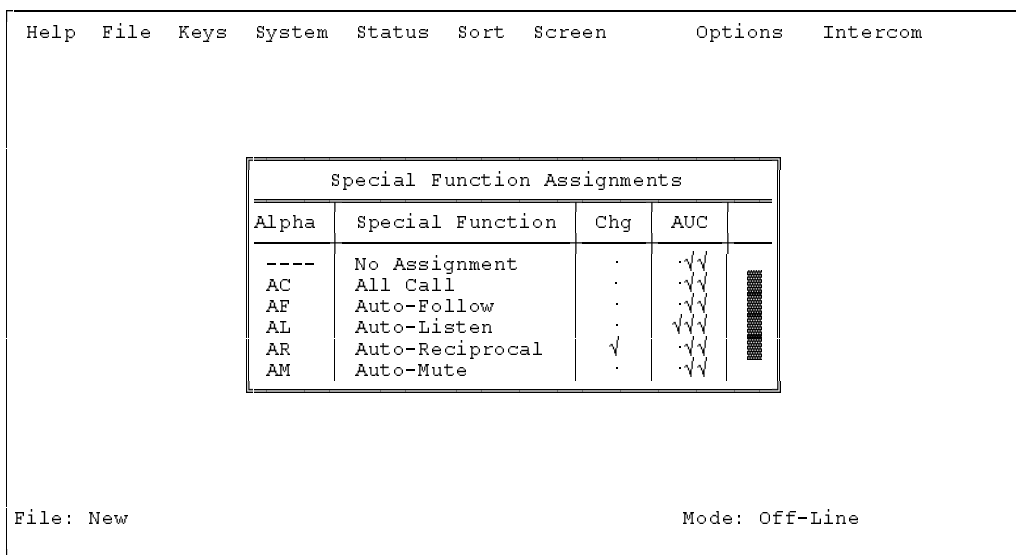 Help File Keys System Status Sort Screen Options Intercom
Special Function Assignments
Alpha Special Function Chg AUC
---- No Assignment · ·√√
AC All Call · ·√√
AF Auto-Follow · ·√√
AL Auto-Listen · √√√
AR Auto-Reciprocal √ ·√√
AM Auto-Mute · ·√√
File: New Mode: Off-Line